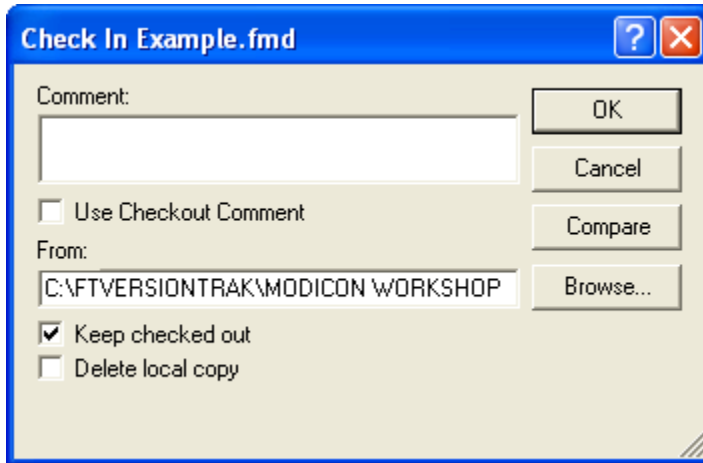 Check In Example.fmd
Comment:
OK
Cancel
Use Checkout Comment
Compare
From:
C:\FTVERSIONTRAK\MODICON WORKSHOP
Browse...
Keep checked out
Delete local copy